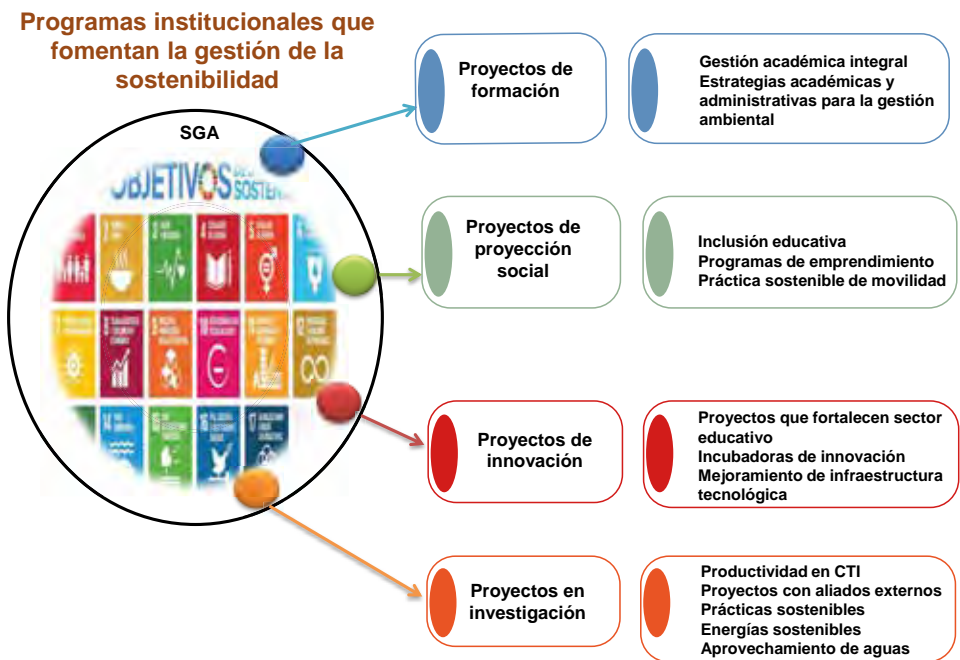 Programas institucionales que
fomentan la gestión de la
sostenibilidad
SGA
OBJETIVOS
Proyectos de
formación
Gestión académica integral
Estrategias académicas y
administrativas para la gestión
ambiental
Proyectos de
proyección
social
Inclusión educativa
Programas de emprendimiento
Práctica sostenible de movilidad
Proyectos de
innovación
Proyectos que fortalecen sector
educativo
Incubadoras de innovación
Mejoramiento de infraestructura
tecnológica
Proyectos en
investigación
Productividad en CTI
Proyectos con aliados externos
Prácticas sostenibles
Energías sostenibles
Aprovechamiento de aguas